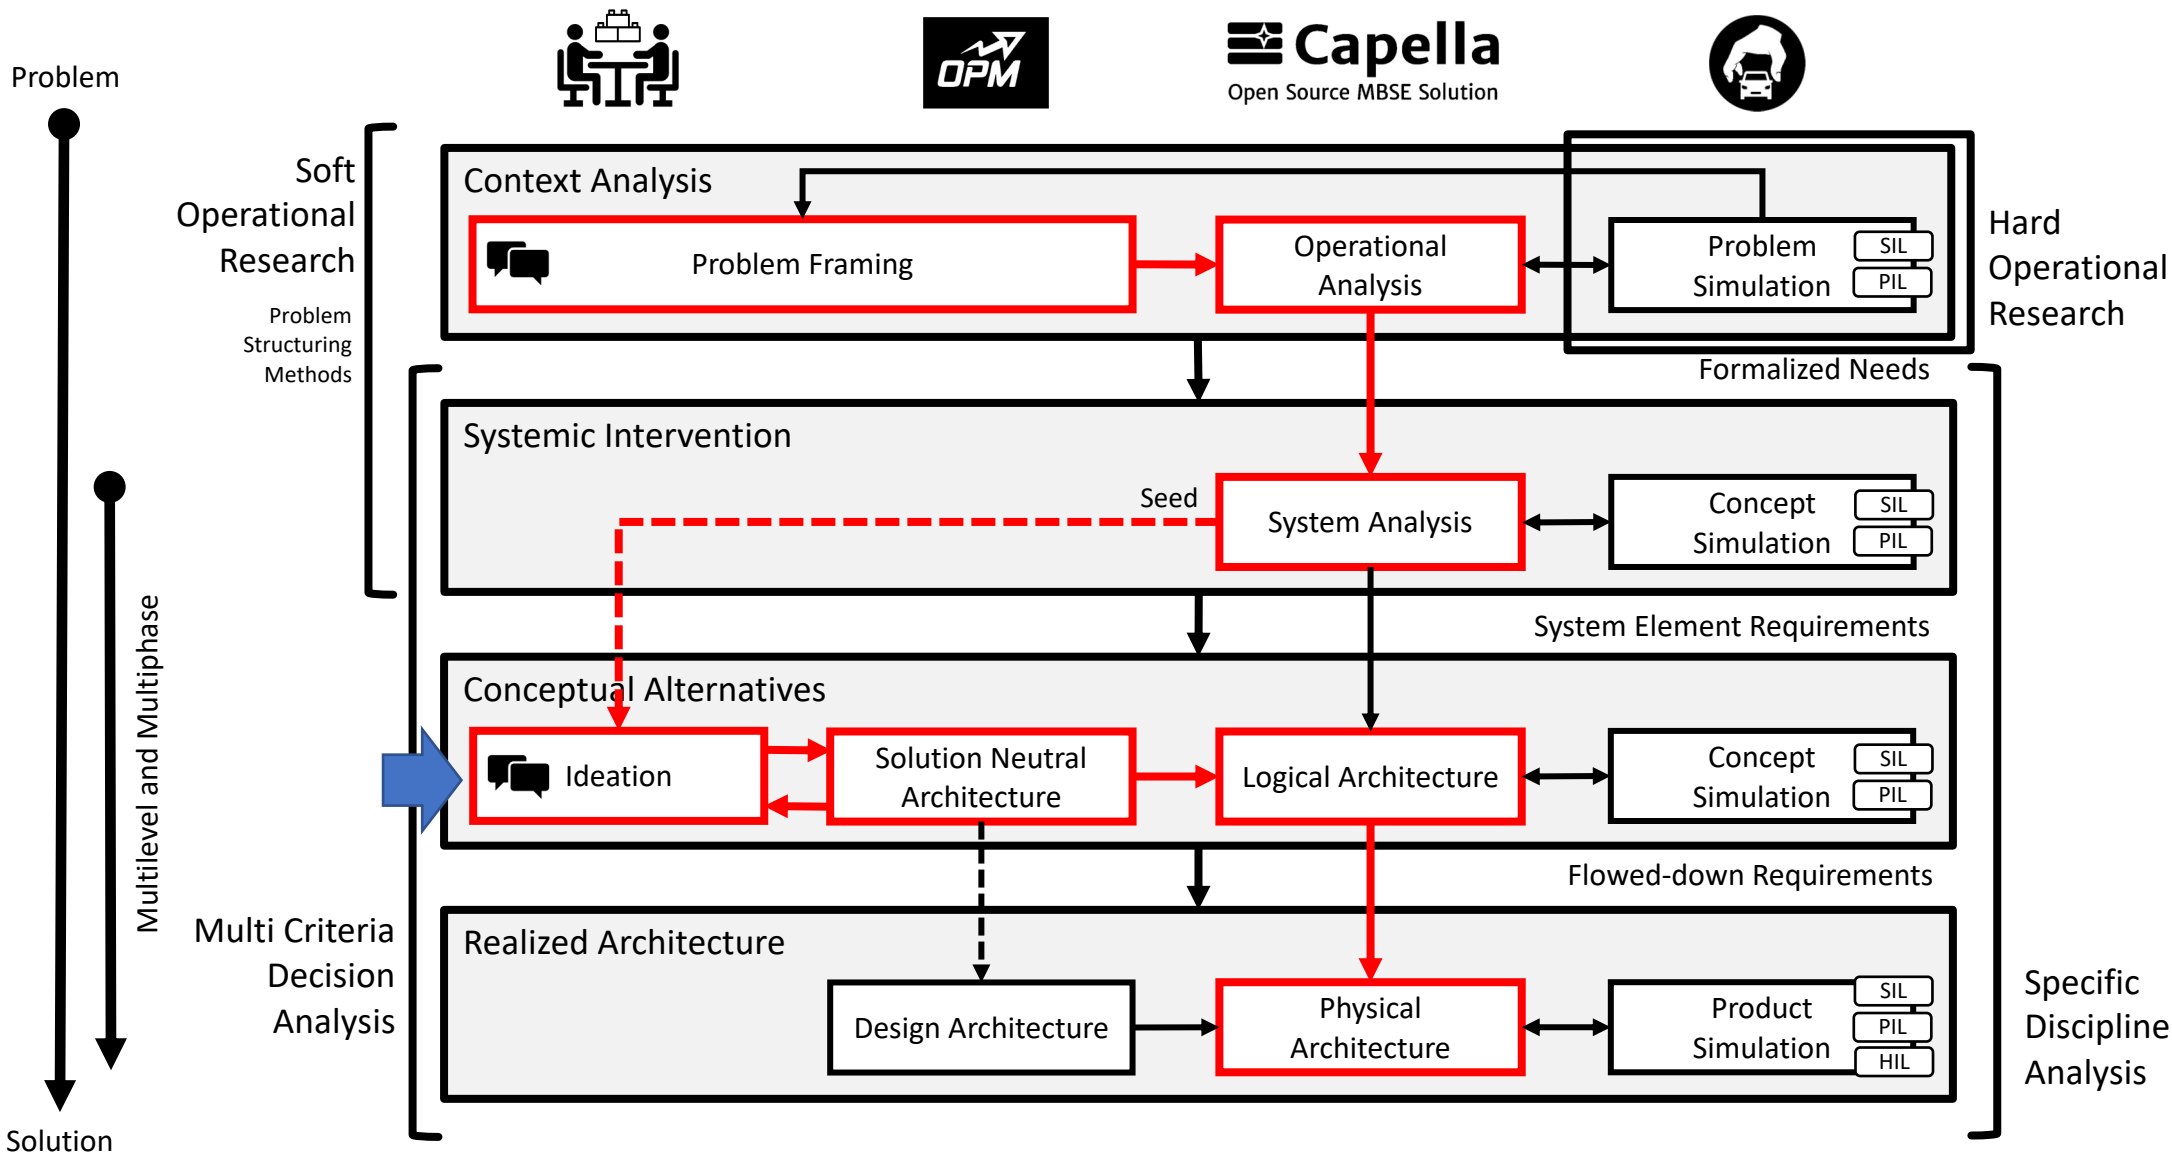 Problem
OPM
Capella
Open Source MBSE Solution
Soft
Operational
Research
Problem
Structuring
Methods
Context Analysis
Problem Framing
Operational
Analysis
Problem
Simulation
SIL
PIL
Hard
Operational
Research
Formalized Needs
Systemic Intervention
Seed
System Analysis
Concept
Simulation
SIL
PIL
System Element Requirements
Multilevel and Multiphase
Conceptual Alternatives
Ideation
Solution Neutral
Architecture
Logical Architecture
Concept
Simulation
SIL
PIL
Flowed-down Requirements
Multi Criteria
Decision
Analysis
Realized Architecture
Design Architecture
Physical
Architecture
Product
Simulation
SIL
PIL
HIL
Specific
Discipline
Analysis
Solution